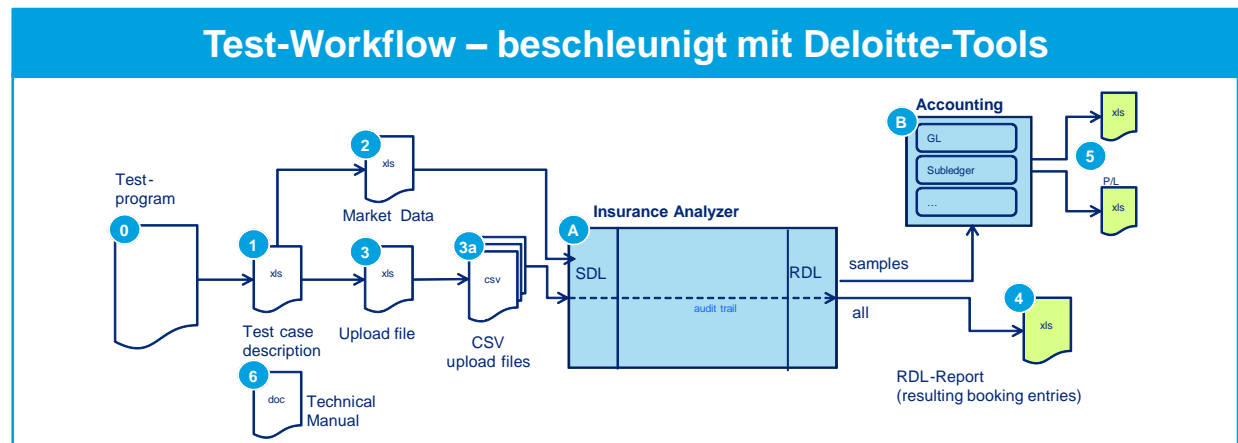 Test-Workflow – beschleunigt mit Deloitte-Tools
Accounting
B
xls
GL
2
5
xls
Subledger
Test-
program
P/L
xls
…
Market Data
Insurance Analyzer
0
A
1
3
3a
xls
xls
csv
SDL
RDL
samples
audit trail
all
4
xls
Test case
description
Upload file
CSV
upload files
6
doc
Technical
Manual
RDL-Report
(resulting booking entries)